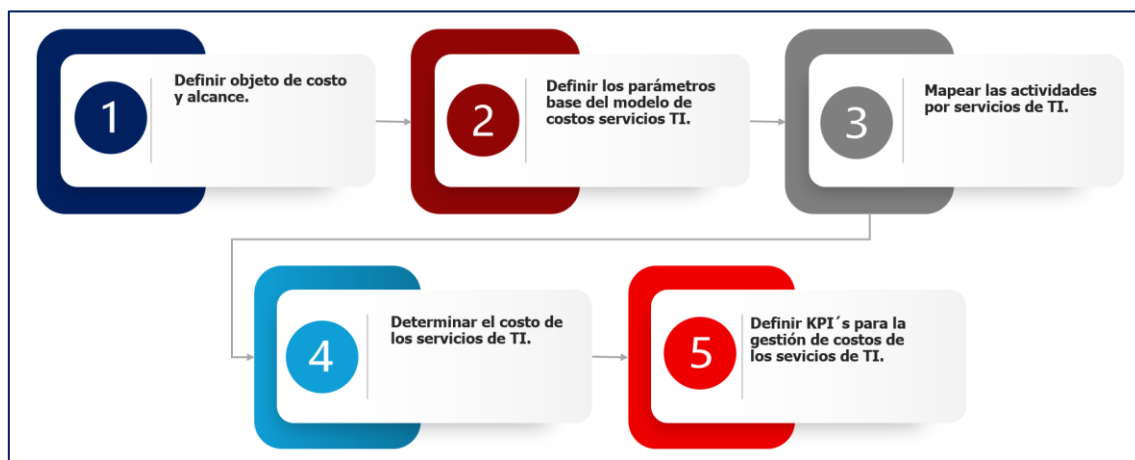 1
Definir objeto de costo
y alcance.
2
Definir los parámetros
base del modelo de
costos servicios TI.
3
Mapear las actividades
por servicios de TI.
4
Determinar el costo de
los servicios de TI.
5
Definir KPI´s para la
gestión de costos de
los sevicios de TI.